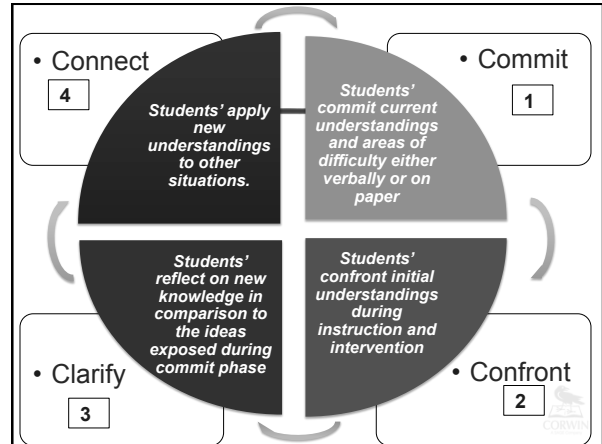 • Connect
4
Students' apply
new
understandings
to other
situations.
• Commit
1
Students'
commit current
understandings
and areas of
difficulty either
verbally or on
paper
Students'
reflect on new
knowledge in
comparison to
the ideas
exposed during
commit phase
• Clarify
3
Students'
confront initial
understandings
during
instruction and
intervention
• Confront
2
CORWIN